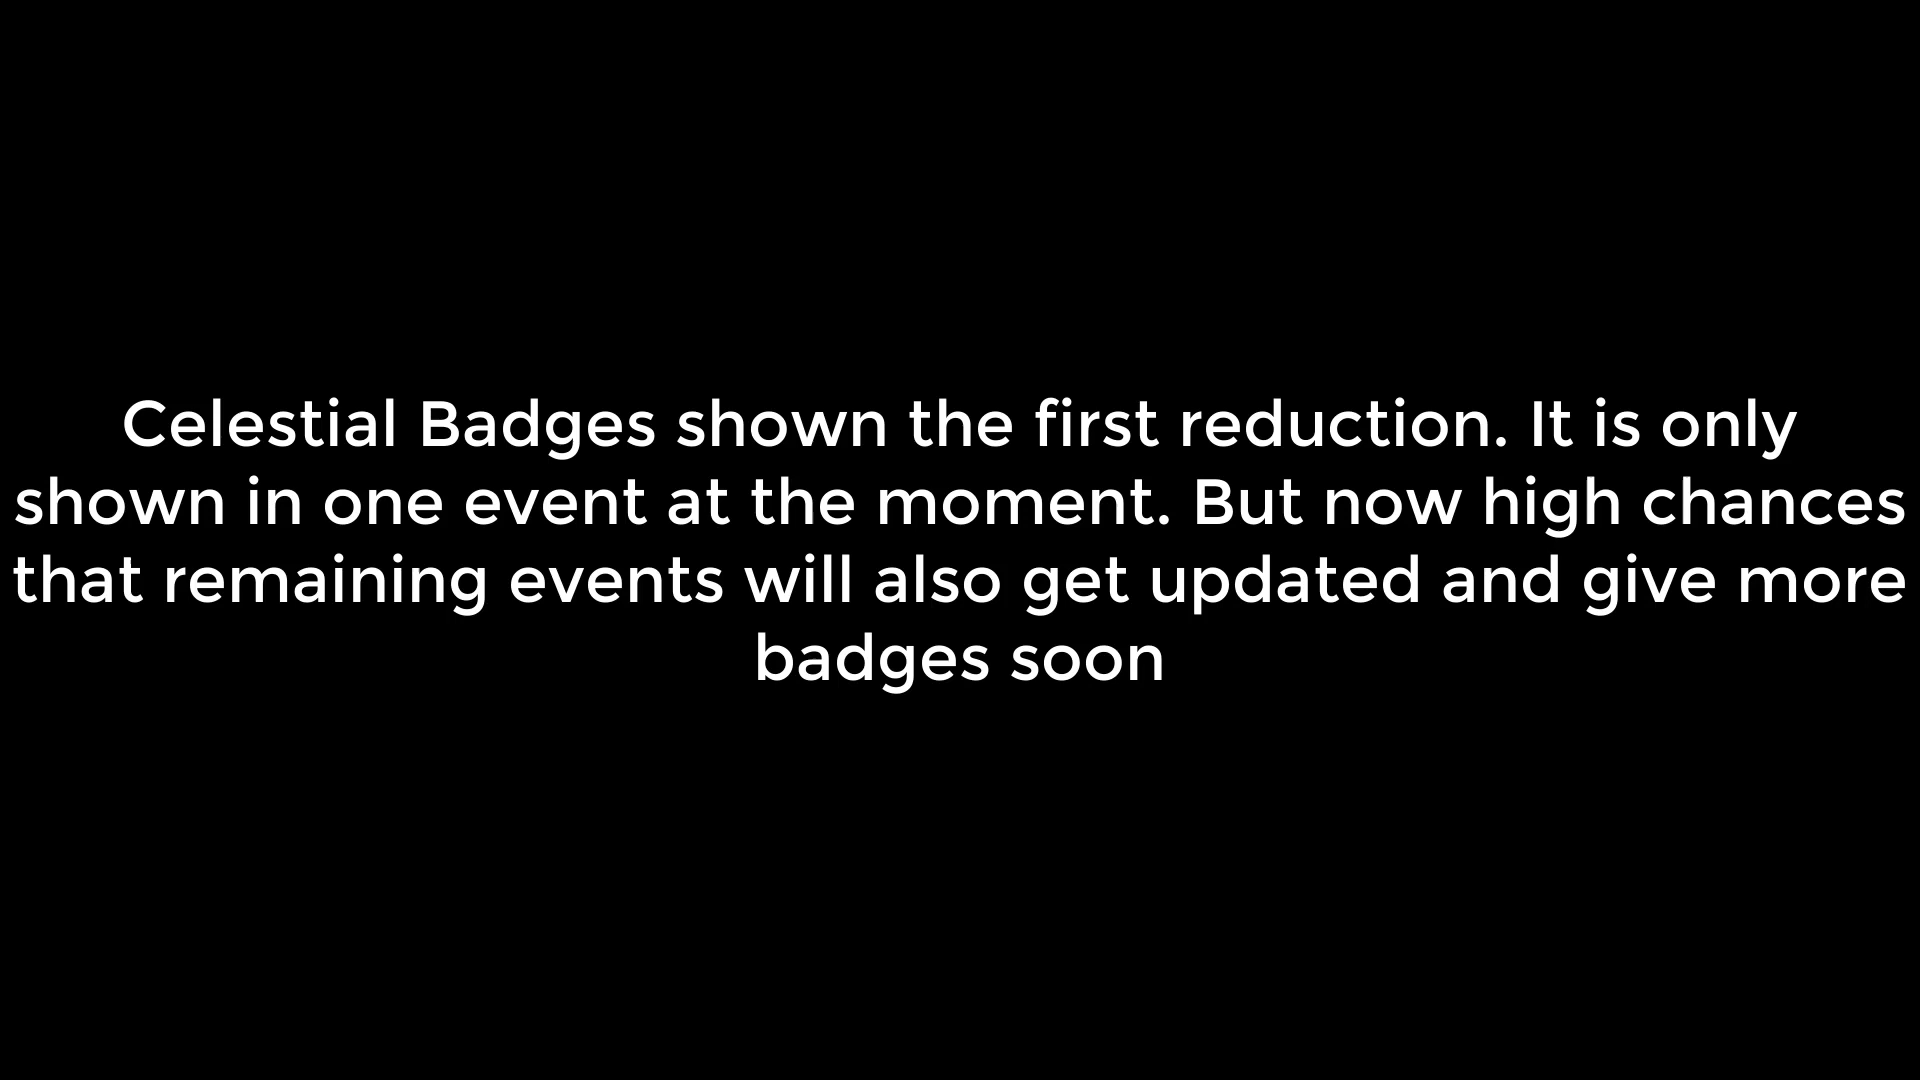 Celestial Badges shown the first reduction. It is only
shown in one event at the moment. But now high chances
that remaining events will also get updated and give more
badges soon